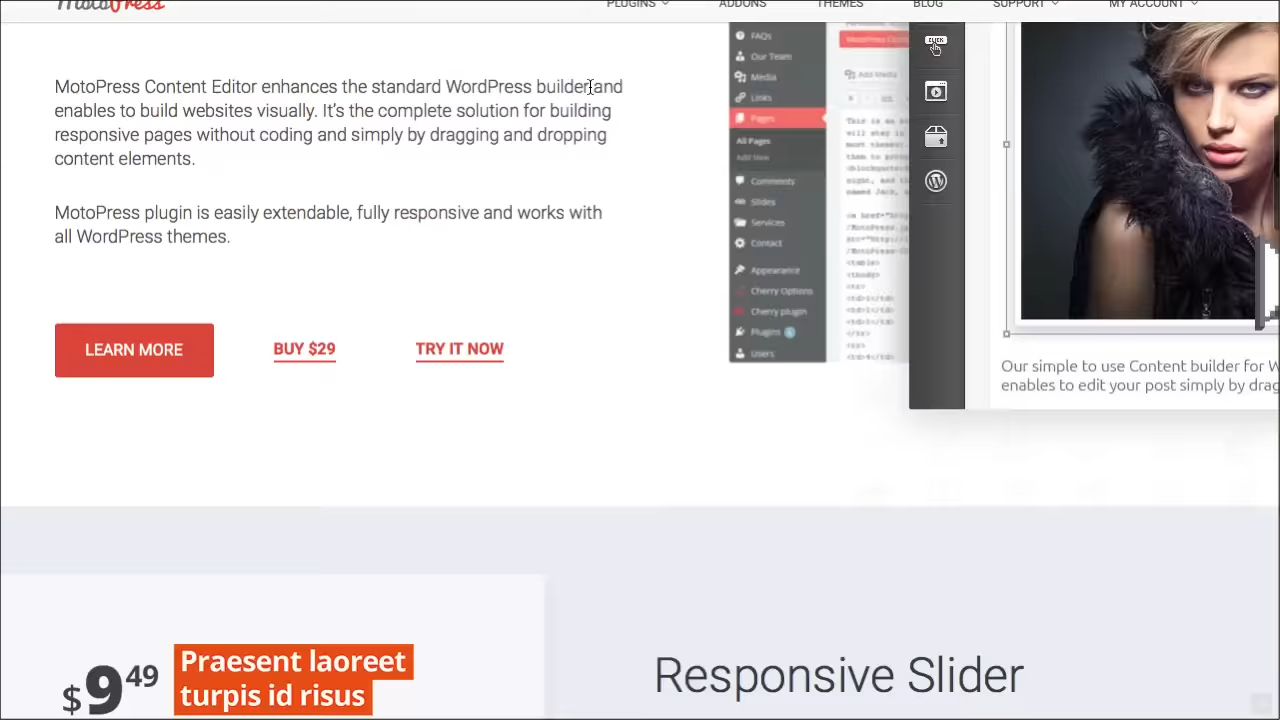 MotoPress
PLUGINS
ADDONS
THEMES
BLOG
SUPPORT
MY ACCOUNT
MotoPress Content Editor enhances the standard WordPress builder and
enables to build websites visually. It's the complete solution for building
responsive pages without coding and simply by dragging and dropping
content elements.
MotoPress plugin is easily extendable, fully responsive and works with
all WordPress themes.
LEARN MORE
BUY $29
TRY IT NOW
FAQs
Our Team
Media
Links
Pages
All Pages
Add New
Comments
Slides
Services
Contact
Appearance
Cherry Options
Cherry plugin
Plugins
Users
Add Media
CLICK
Our simple to use Content builder for W
enables to edit your post simply by drag
$9 49
Praesent laoreet
turpis id risus
Responsive Slider